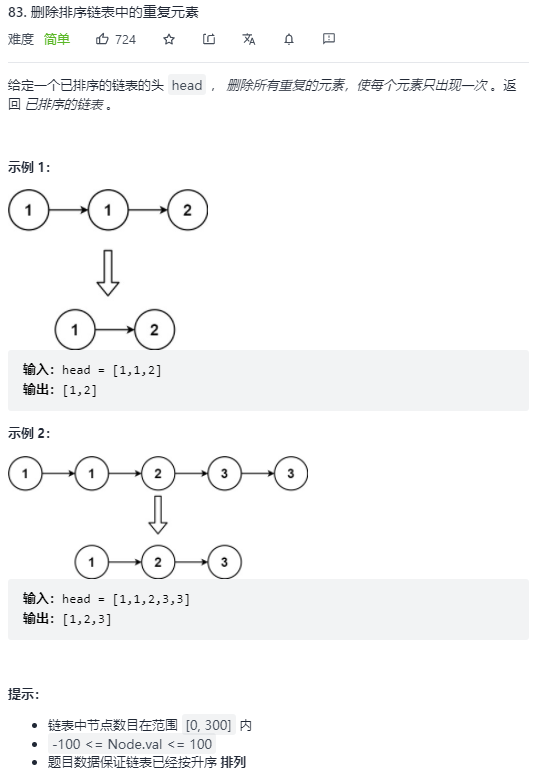 83. 删除排序链表中的重复元素
难度 简单 724
给定一个已排序的链表的头 head ， 删除所有重复的元素，使每个元素只出现一次 。返
回 已排序的链表 。
示例 1：
1 1 2
1 2
输入：head = [1,1,2]
输出：[1,2]
示例 2：
1 1 2 3 3
1 2 3
输入：head = [1,1,2,3,3]
输出：[1,2,3]
提示：
链表中节点数目在范围 [0, 300] 内
-100 <= Node.val <= 100
题目数据保证链表已经按升序 排列